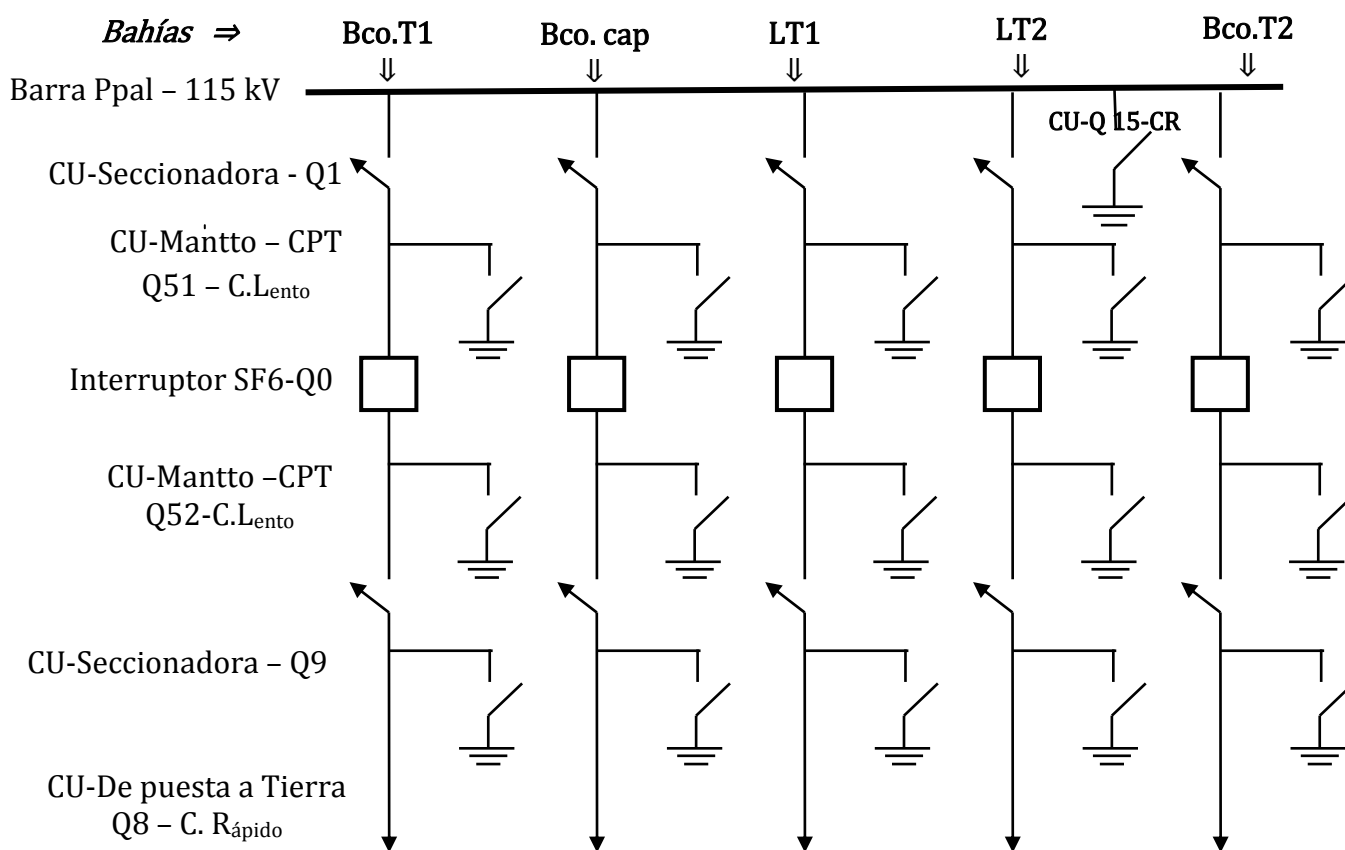 Bahías ⇒ Bco.T1 Bco. cap LT1 LT2 Bco.T2
⇓ ⇓ ⇓ ⇓ ⇓
Barra Ppal – 115 kV
CU-Q 15-CR
CU-Seccionadora - Q1
CU-Mantto – CPT
Q51 – C.Lento
Interruptor SF6-Q0
CU-Mantto –CPT
Q52-C.Lento
CU-Seccionadora – Q9
CU-De puesta a Tierra
Q8 – C. Rápido